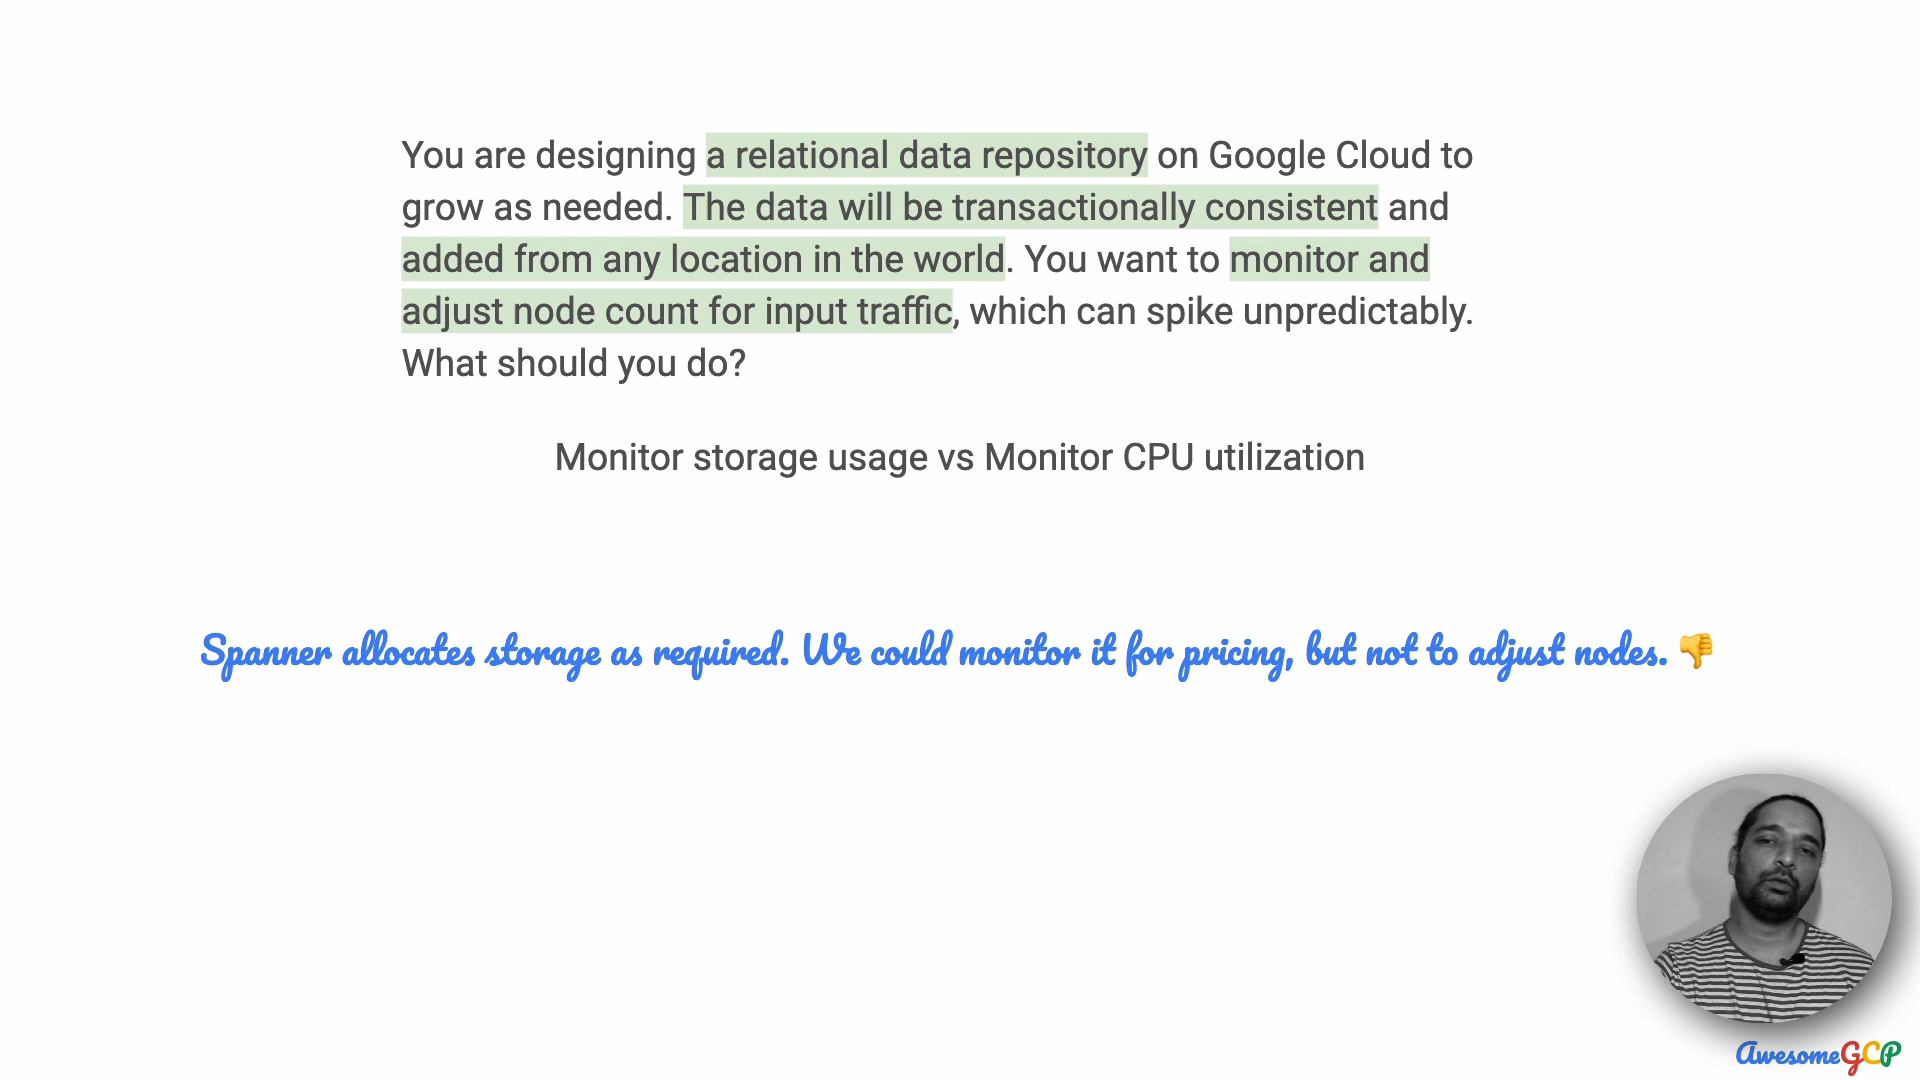 You are designing a relational data repository on Google Cloud to
grow as needed. The data will be transactionally consistent and
added from any location in the world. You want to monitor and
adjust node count for input traffic, which can spike unpredictably.
What should you do?
Monitor storage usage vs Monitor CPU utilization
Spanner allocates storage as required. We could monitor it for pricing, but not to adjust nodes. 👎
AwesomeGCP